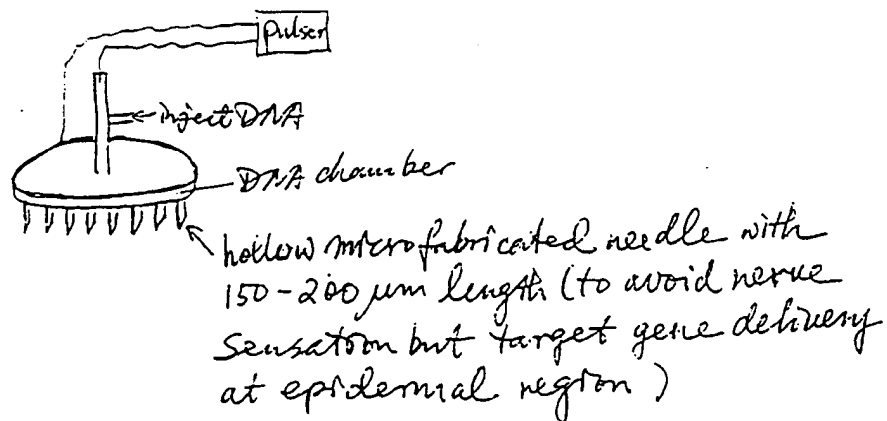 Pulser
inject DNA
DNA chamber
hollow microfabricated needle with
150-200 μm length (to avoid nerve
sensation but target gene delivery
at epidermal region)